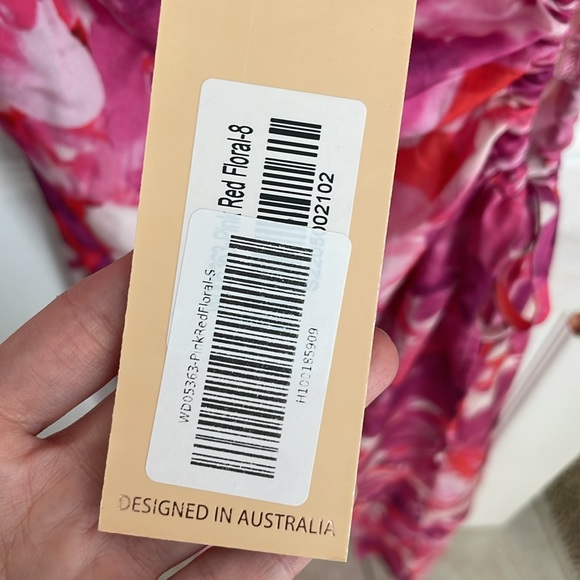 Red Floral-8
002102
WD05363-PinkRedFloral-S
H100185909
DESIGNED IN AUSTRALIA